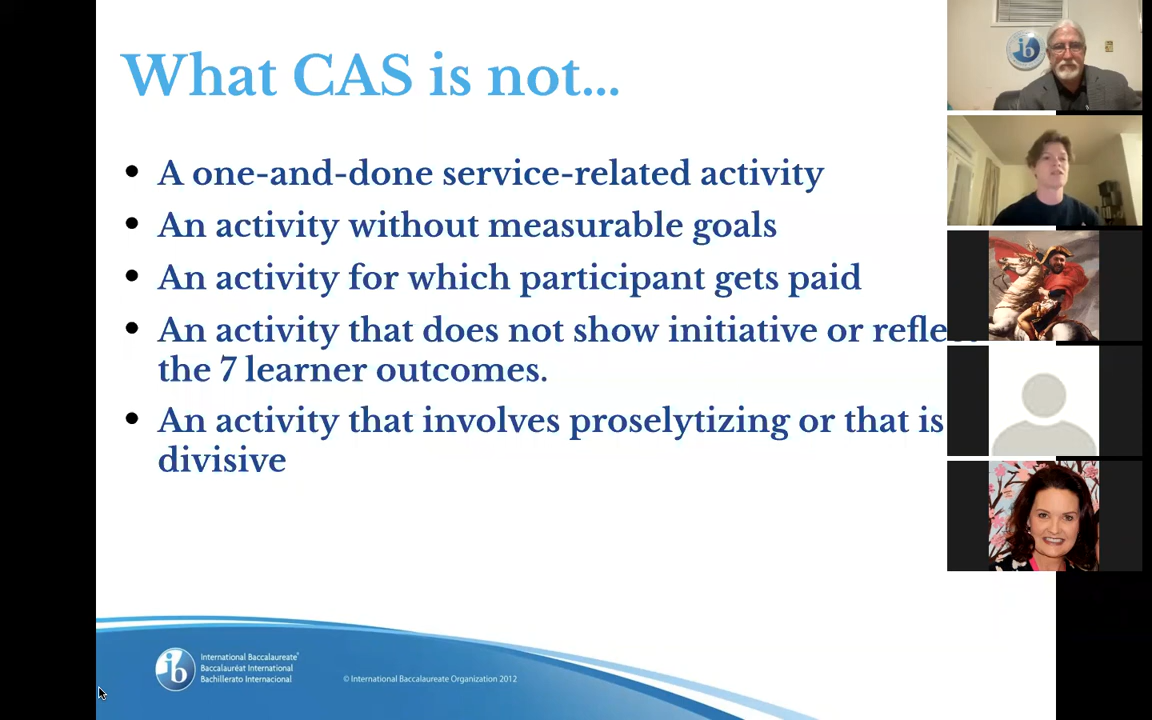 What CAS is not...
• A one-and-done service-related activity
• An activity without measurable goals
• An activity for which participant gets paid
• An activity that does not show initiative or
the 7 learner outcomes.
• An activity that involves proselytizing or that is
divisive
ib
International Baccalaureate®
Baccalauréat International
Bachillerato Internacional
© International Baccalaureate Organization 2012
ib